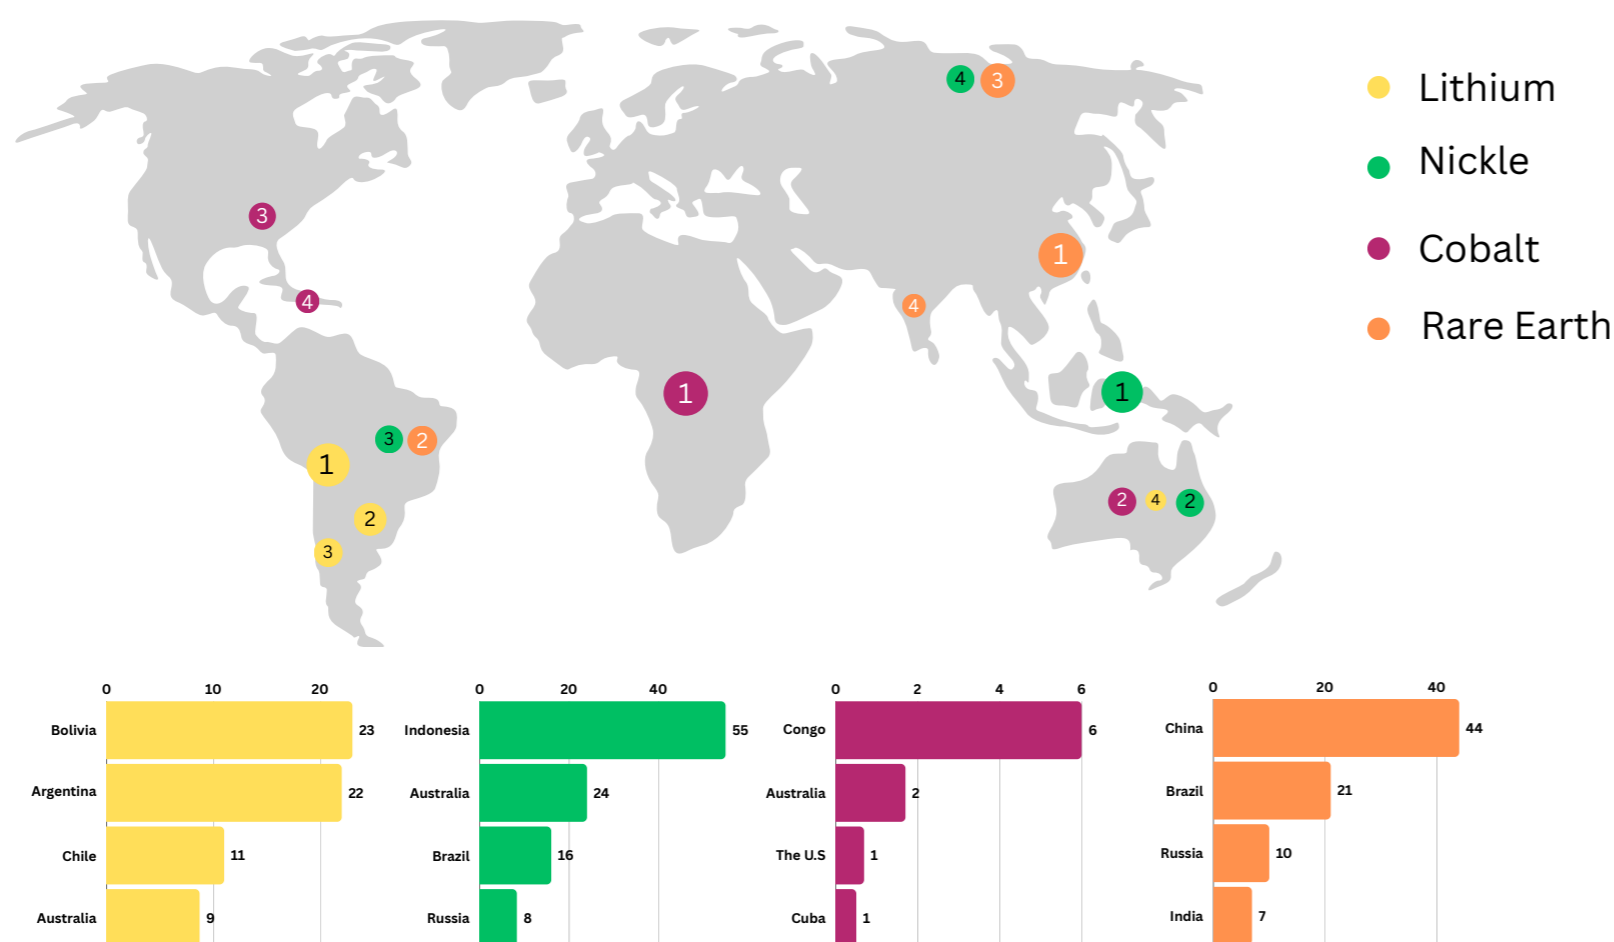 4
3
Lithium
Nickle
3
Cobalt
1
4
4
Rare Earth
1
1
3
2
1
2
4
2
2
3
0 10 20
Bolivia 23
Argentina 22
Chile 11
Australia 9
0 20 40
Indonesia 55
Australia 24
Brazil 16
Russia 8
0 2 4 6
Congo 6
Australia 2
The U.S 1
Cuba 1
0 20 40
China 44
Brazil 21
Russia 10
India 7